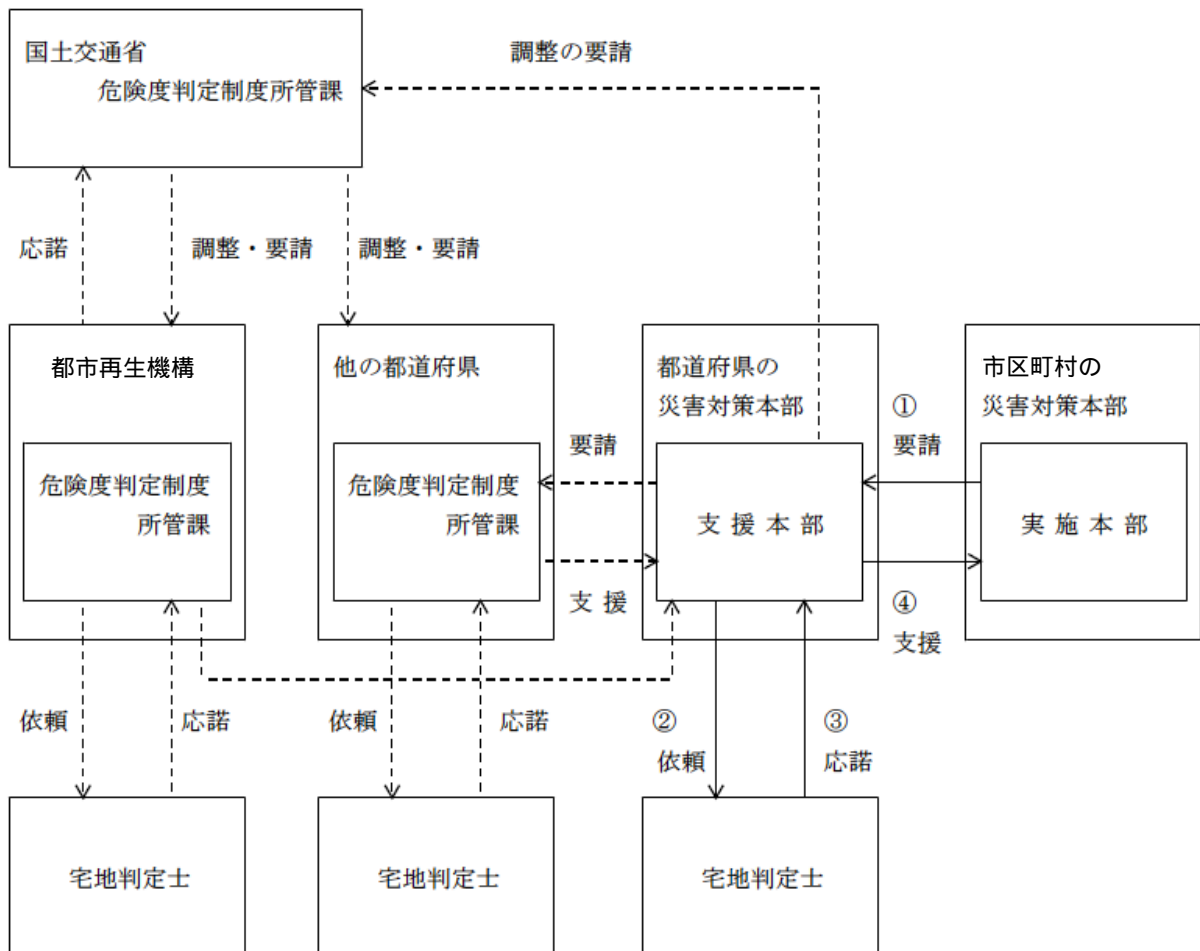 国土交通省
危険度判定制度所管課
調整の要請
応諾
調整・要請
調整・要請
都市再生機構
他の都道府県
都道府県の
災害対策本部
市区町村の
災害対策本部
①
要請
要請
危険度判定制度
所管課
危険度判定制度
所管課
支援本部
実施本部
支援
④
支援
依頼
応諾
依頼
応諾
②
依頼
③
応諾
宅地判定士
宅地判定士
宅地判定士